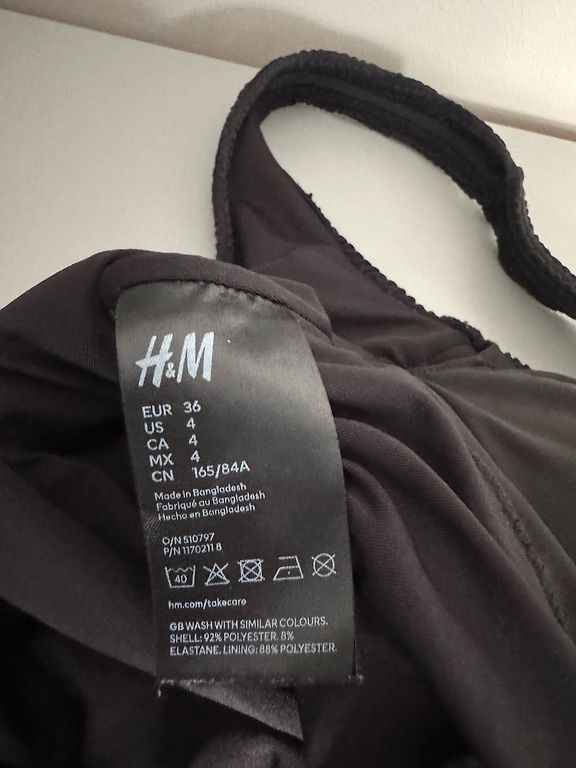 H&M
EUR 36
US 4
CA 4
MX 4
CN 165/84A
Made in Bangladesh
Fabriqué au Bangladesh
Hecho en Bangladesh
O/N 510797
P/N 1170211 8
40
hm.com/takecare
GB WASH WITH SIMILAR COLOURS.
SHELL: 92% POLYESTER. 8%
ELASTANE. LINING: 88% POLYESTER.